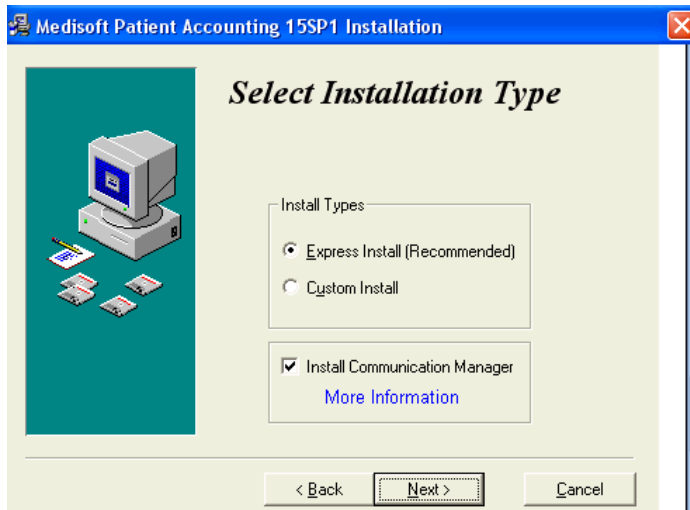 Medisoft Patient Accounting 15SP1 Installation
Select Installation Type
Install Types
Express Install (Recommended)
Custom Install
Install Communication Manager
More Information
< Back Next > Cancel